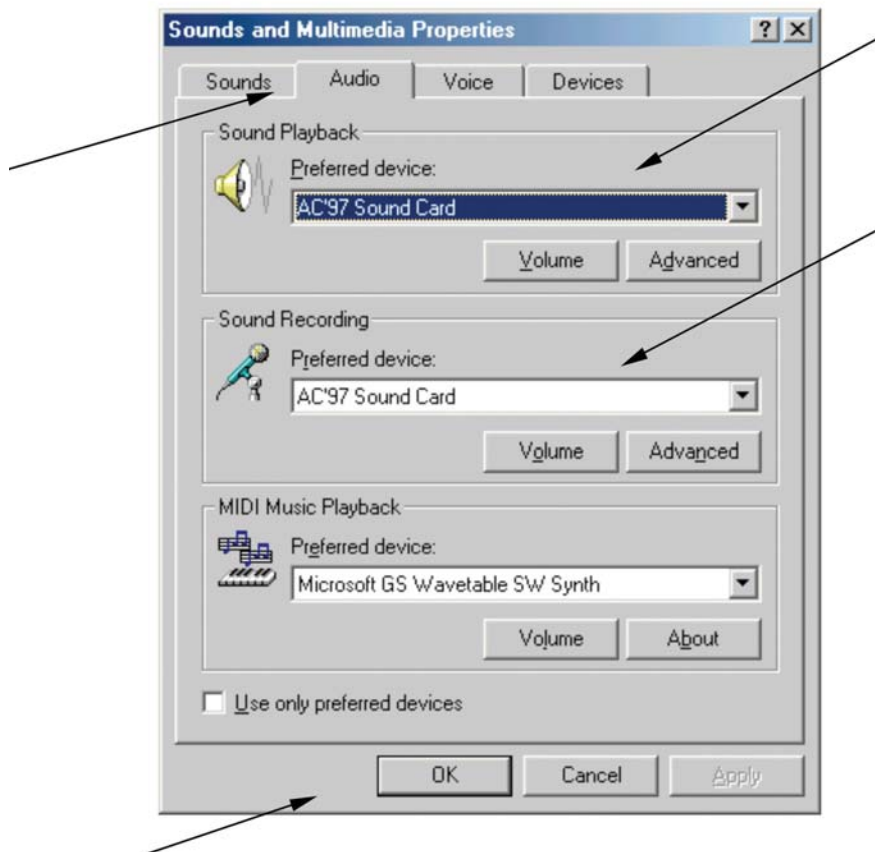 Sounds and Multimedia Properties
Sounds Audio Voice Devices
Sound Playback
Preferred device:
AC'97 Sound Card
Volume Advanced
Sound Recording
Preferred device:
AC'97 Sound Card
Volume Advanced
MIDI Music Playback
Preferred device:
Microsoft GS Wavetable SW Synth
Volume About
Use only preferred devices
OK Cancel Apply